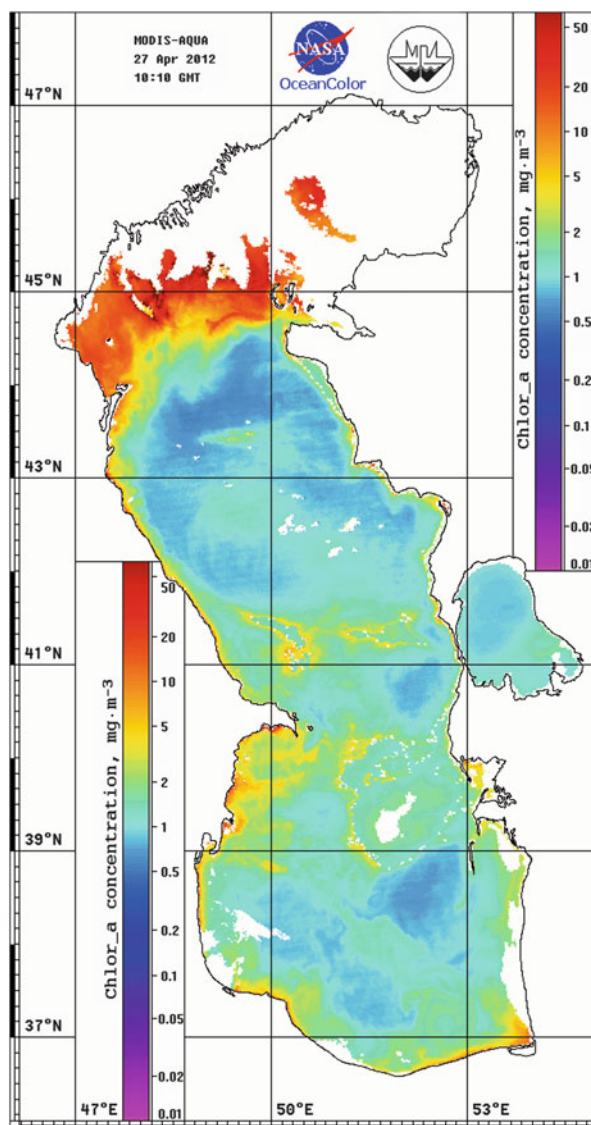 MODIS-AQUA
27 Apr 2012
10:10 GMT
NASA
OceanColor
47°N
45°N
43°N
41°N
39°N
37°N
47°E
50°E
53°E
Chlor_a concentration, mg·m⁻³
50
20
10
5
2
1
0.5
0.2
0.1
0.05
0.02
0.01
Chlor_a concentration, mg·m⁻³
50
20
10
5
2
1
0.5
0.2
0.1
0.05
0.02
0.01